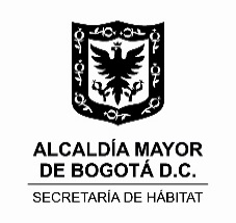 ALCALDÍA MAYOR
DE BOGOTÁ D.C.
SECRETARÍA DE HÁBITAT